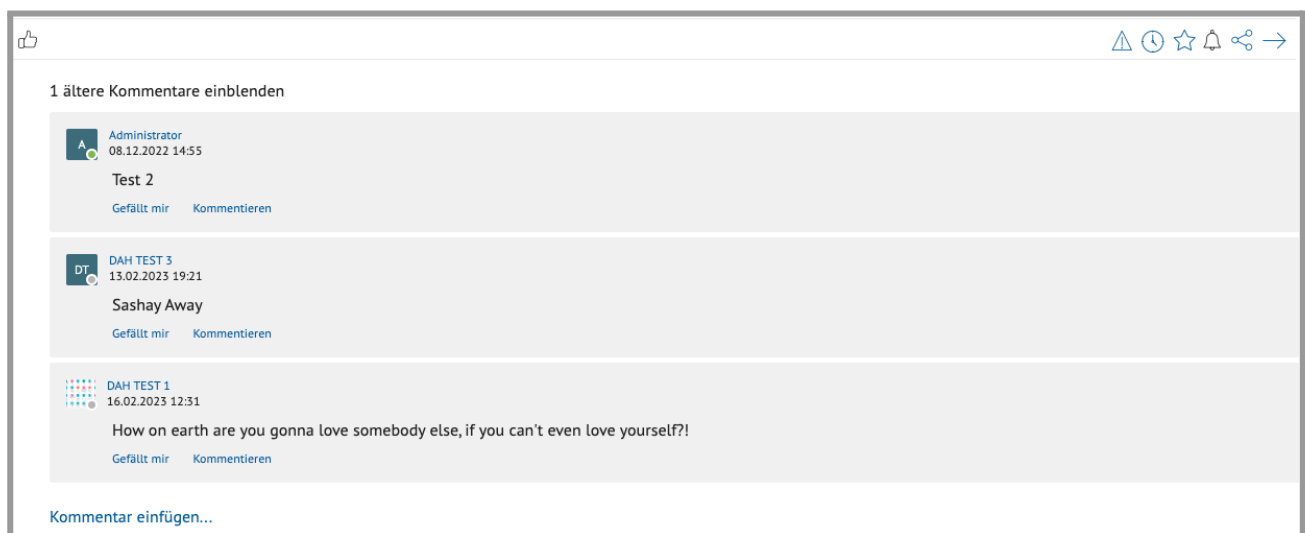 1 ältere Kommentare einblenden
A
Administrator
08.12.2022 14:55
Test 2
Gefällt mir Kommentieren
DT
DAH TEST 3
13.02.2023 19:21
Sashay Away
Gefällt mir Kommentieren
DAH TEST 1
16.02.2023 12:31
How on earth are you gonna love somebody else, if you can't even love yourself?!
Gefällt mir Kommentieren
Kommentar einfügen...